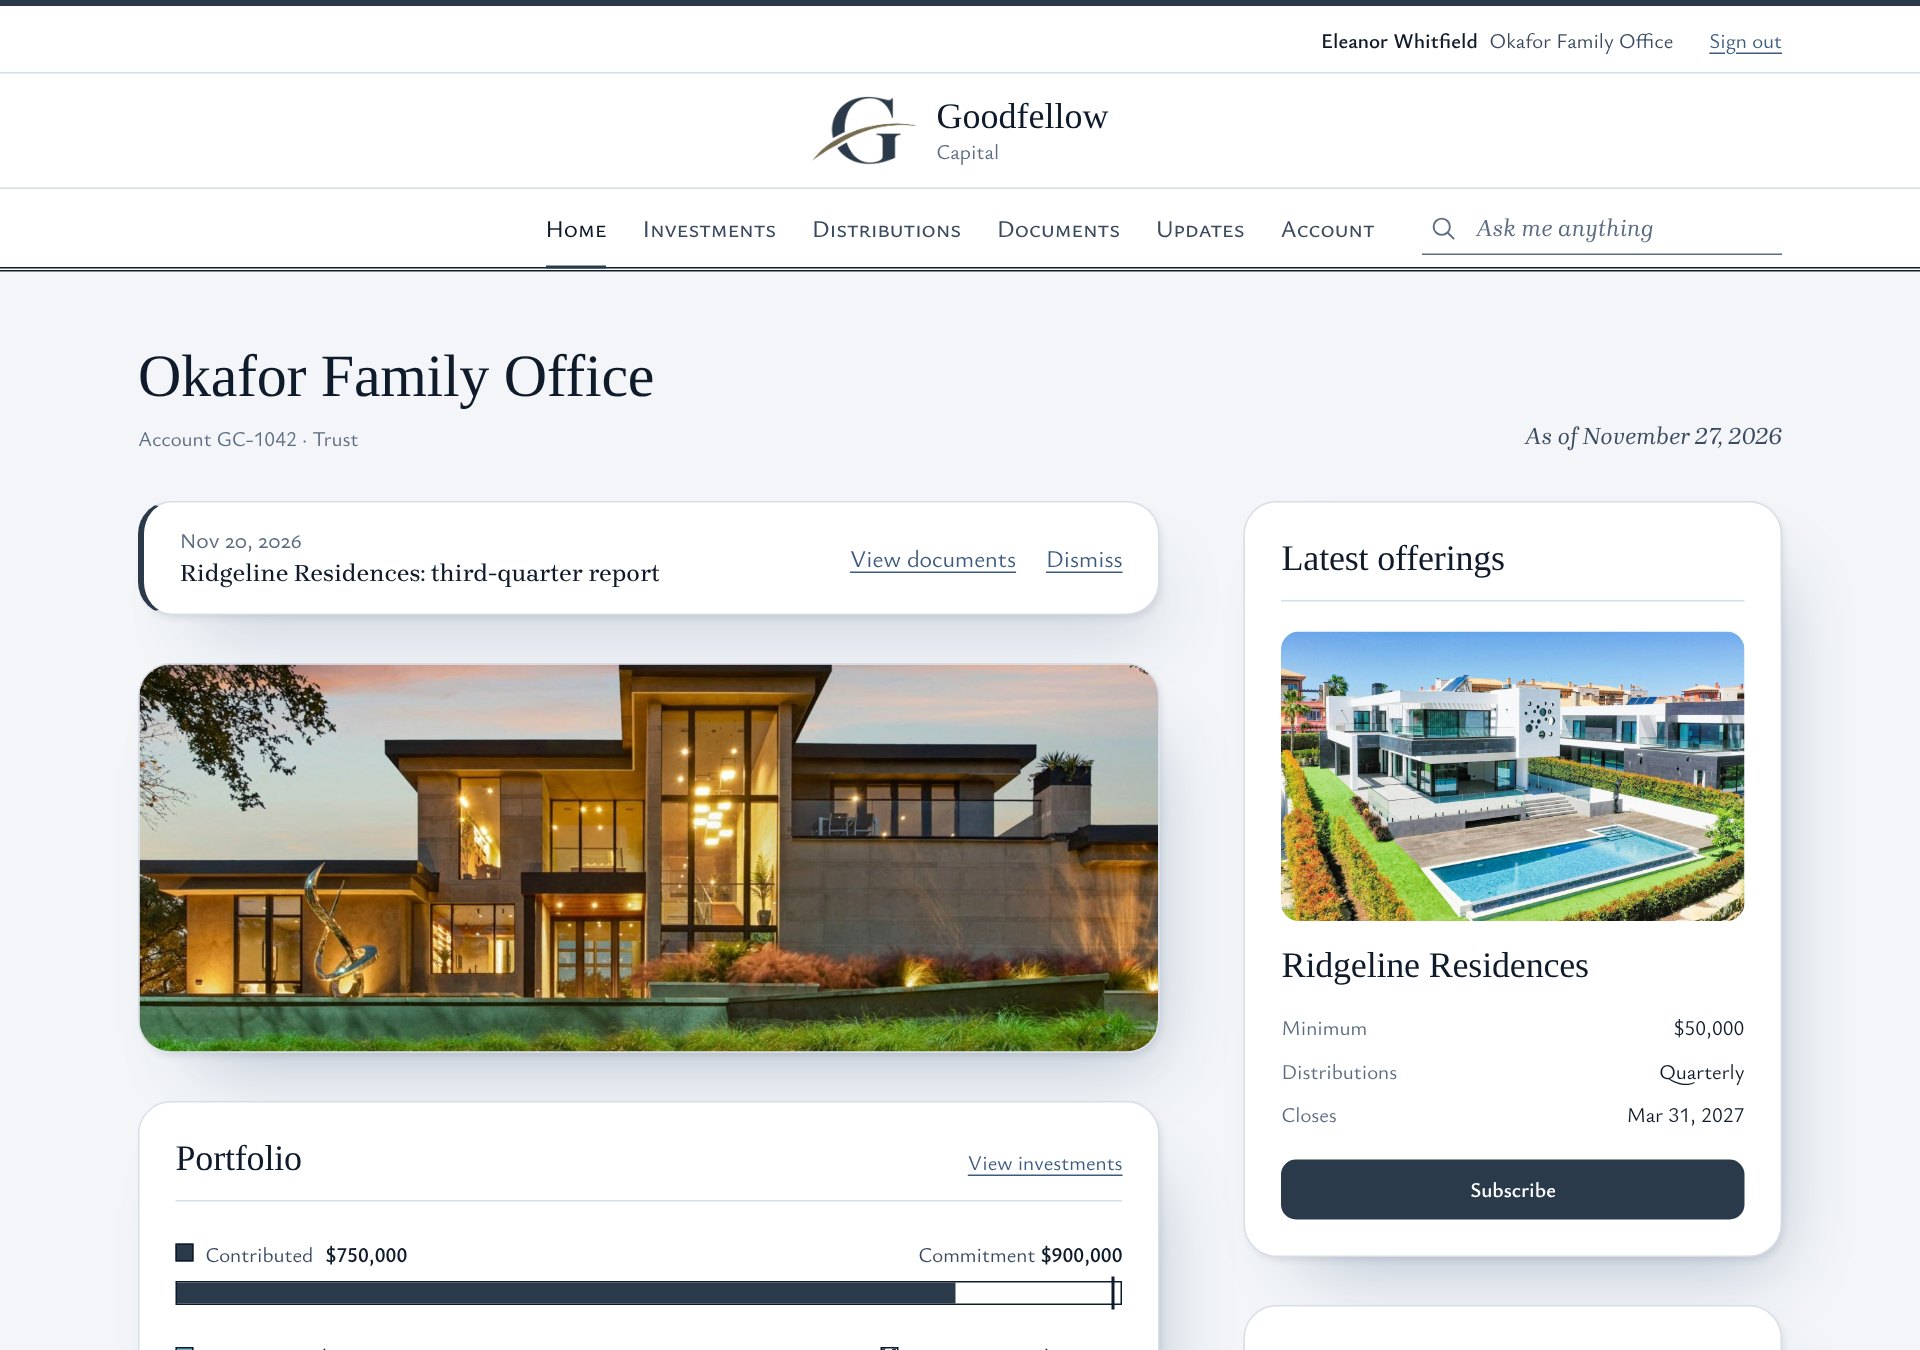 Eleanor Whitfield Okafor Family Office Sign out
Goodfellow
Capital
Home Investments Distributions Documents Updates Account Ask me anything
Okafor Family Office
Account GC-1042 · Trust
As of November 27, 2026
Nov 20, 2026
Ridgeline Residences: third-quarter report
View documents Dismiss
Latest offerings
Ridgeline Residences
Minimum $50,000
Distributions Quarterly
Closes Mar 31, 2027
Subscribe
Portfolio View investments
Contributed $750,000 Commitment $900,000